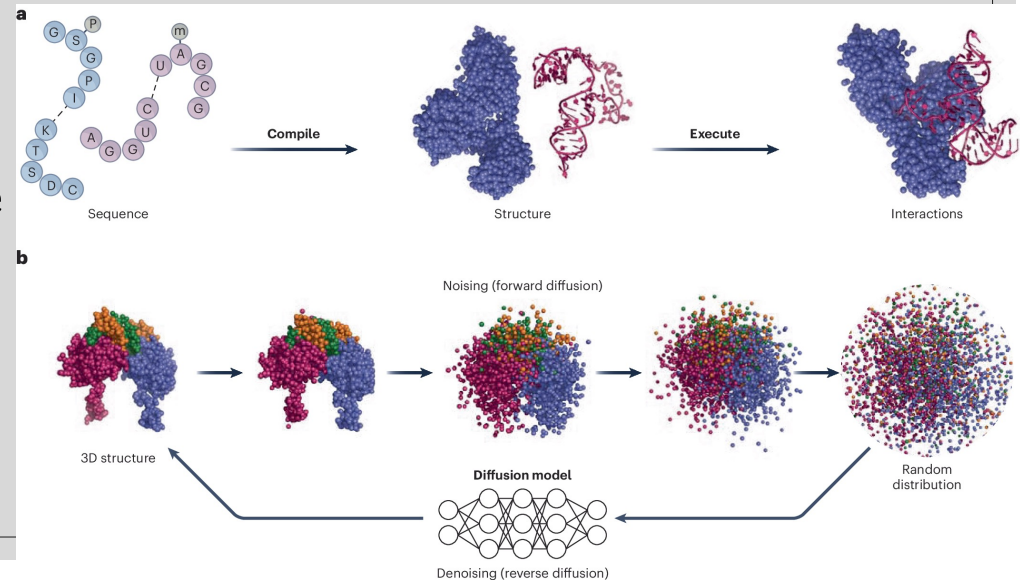 a
G
S
P
G
P
I
K
T
S
D
C
m
U
A
G
C
G
C
U
G
G
A
Compile
Execute
Sequence
Structure
Interactions
b
Noising (forward diffusion)
3D structure
Diffusion model
Random
distribution
Denoising (reverse diffusion)